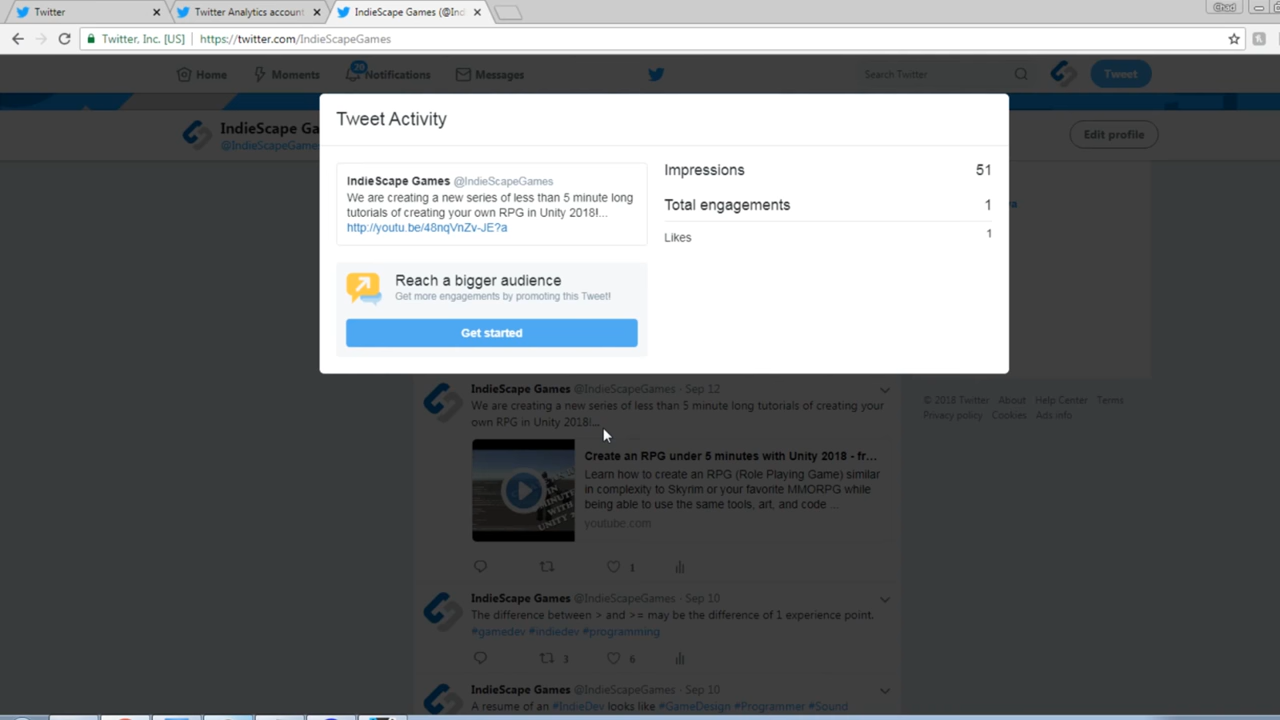 Twitter
Twitter Analytics account
IndieScape Games (@Ind
Chad
Twitter, Inc. [US]
https://twitter.com/IndieScapeGames
Home
Moments
20
Notifications
Messages
Search Twitter
Tweet
IndieScape Ga
@IndieScapeGame
Edit profile
Tweet Activity
IndieScape Games @IndieScapeGames
We are creating a new series of less than 5 minute long
tutorials of creating your own RPG in Unity 2018!...
http://youtu.be/48nqVnZv-JE?a
Reach a bigger audience
Get more engagements by promoting this Tweet!
Get started
Impressions 51
Total engagements 1
Likes 1
IndieScape Games @IndieScapeGames · Sep 12
We are creating a new series of less than 5 minute long tutorials of creating your
own RPG in Unity 2018!...
Create an RPG under 5 minutes with Unity 2018 - fr...
Learn how to create an RPG (Role Playing Game) similar
in complexity to Skyrim or your favorite MMORPG while
being able to use the same tools, art, and code ...
youtube.com
1
IndieScape Games @IndieScapeGames · Sep 10
The difference between > and >= may be the difference of 1 experience point.
#gamedev #indiedev #programming
3 6
IndieScape Games @IndieScapeGames · Sep 10
A resume of an #IndieDev looks like #GameDesign #Programmer #Sound
© 2018 Twitter About Help Center Terms
Privacy policy Cookies Ads info